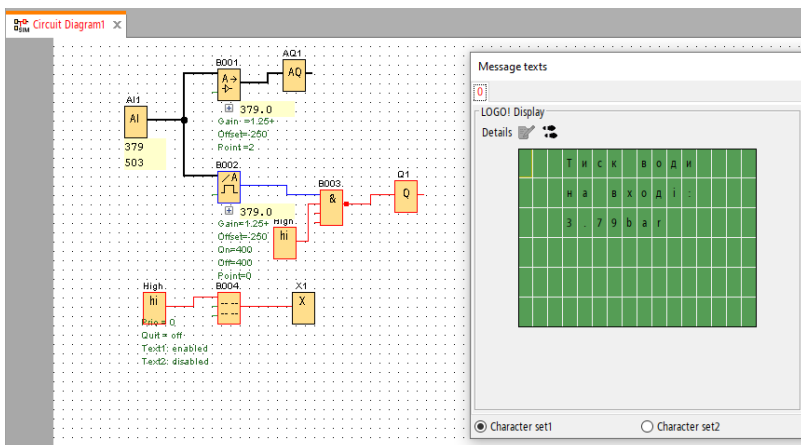 Circuit Diagram1
B001
A→
379.0
Gain =1.25+
Offset=-250
Point=2
AQ1
AQ
AI1
AI
379
503
B002
/A
379.0
Gain=1.25+
Offset=-250
On=400
Off=400
Point=0
High
hi
B003
&
Q1
Q
High
hi
Prio = 0
Quit = off
Text1: enabled
Text2: disabled
B004
X1
X
Message texts
0
LOGO! Display
Details
Тиск води
на вході:
3.79bar
Character set1
Character set2